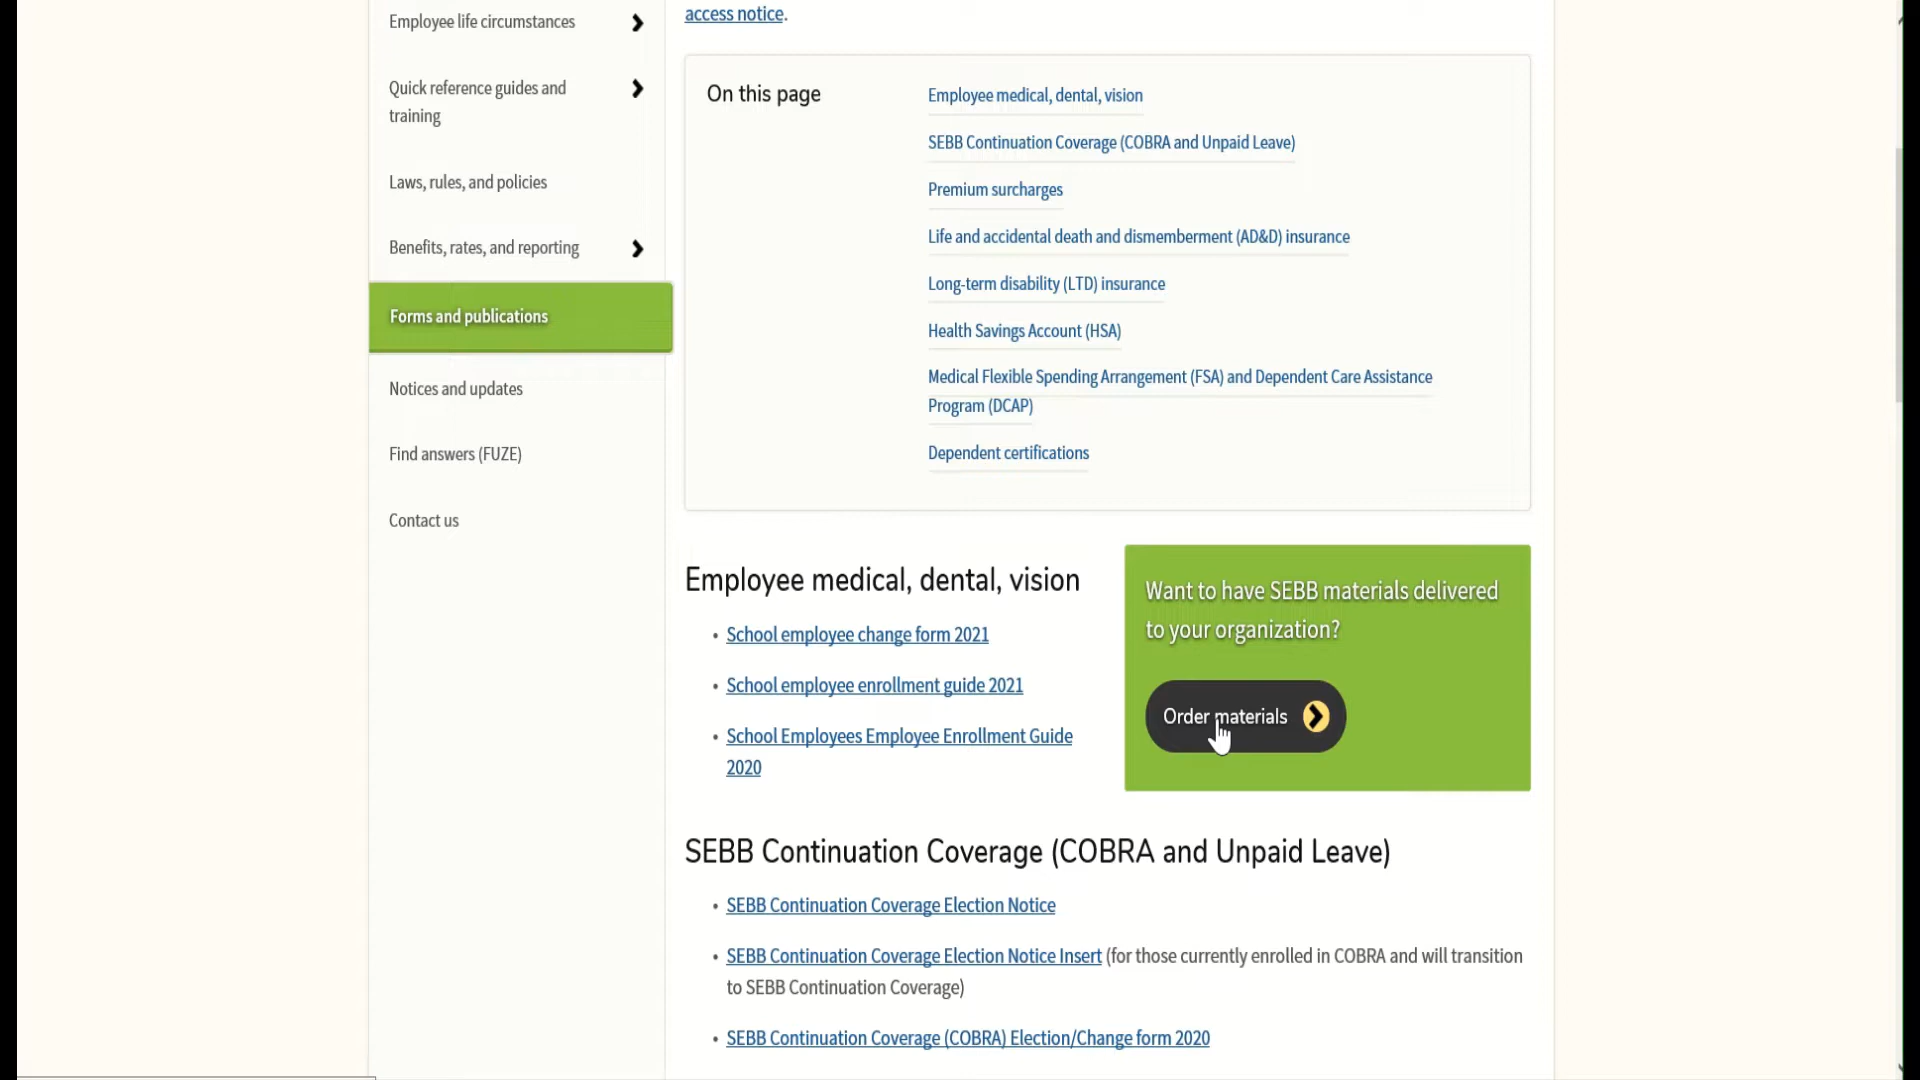 Employee life circumstances
Quick reference guides and
training
Laws, rules, and policies
Benefits, rates, and reporting
Forms and publications
Notices and updates
Find answers (FUZE)
Contact us
access notice.
On this page
Employee medical, dental, vision
SEBB Continuation Coverage (COBRA and Unpaid Leave)
Premium surcharges
Life and accidental death and dismemberment (AD&D) insurance
Long-term disability (LTD) insurance
Health Savings Account (HSA)
Medical Flexible Spending Arrangement (FSA) and Dependent Care Assistance
Program (DCAP)
Dependent certifications
Employee medical, dental, vision
• School employee change form 2021
• School employee enrollment guide 2021
• School Employees Employee Enrollment Guide
2020
Want to have SEBB materials delivered
to your organization?
Order materials
SEBB Continuation Coverage (COBRA and Unpaid Leave)
• SEBB Continuation Coverage Election Notice
• SEBB Continuation Coverage Election Notice Insert (for those currently enrolled in COBRA and will transition
to SEBB Continuation Coverage)
• SEBB Continuation Coverage (COBRA) Election/Change form 2020